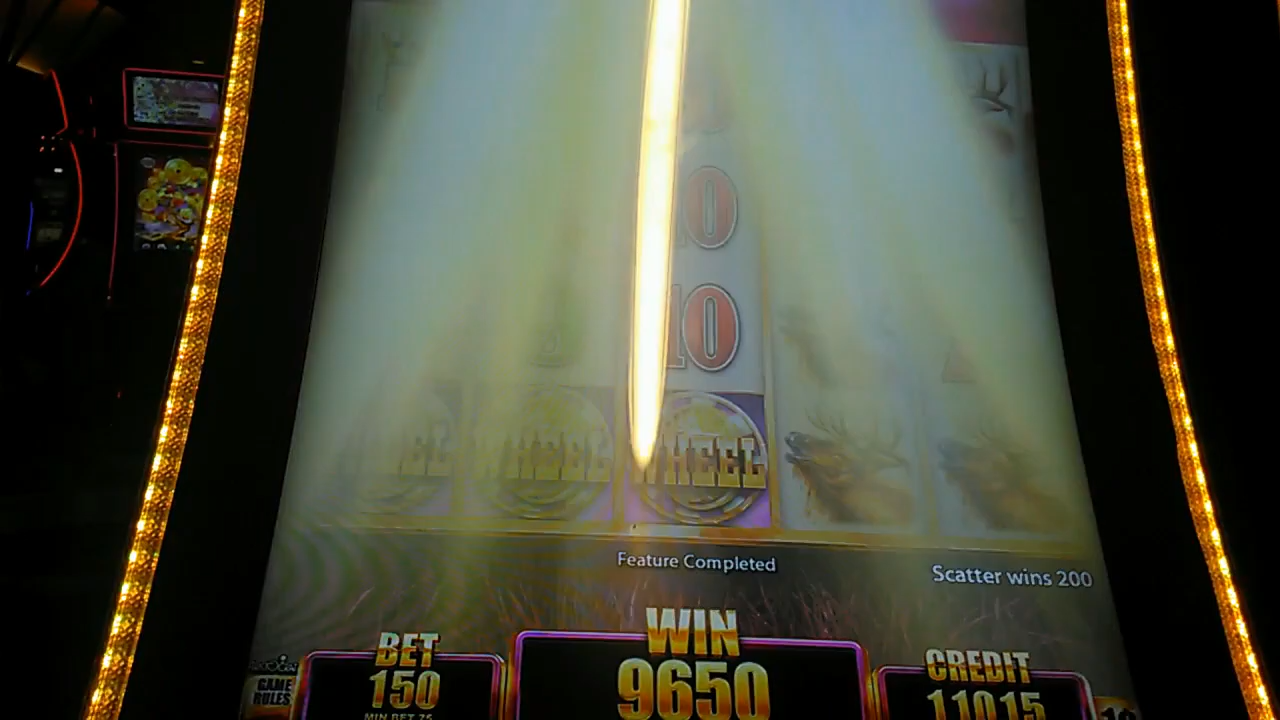 10
10
WHEEL WHEEL
Feature Completed
Scatter wins 200
BET
150
MIN BET 75
WIN
9650
CREDIT
11015
GAME
RULES
1¢